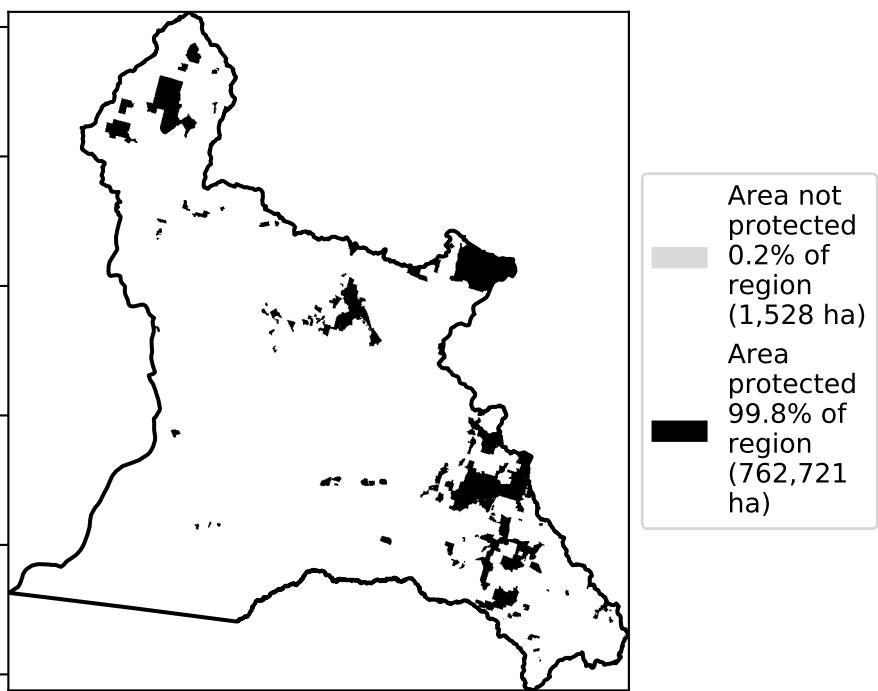 Area not
protected
0.2% of
region
(1,528 ha)
Area
protected
99.8% of
region
(762,721
ha)